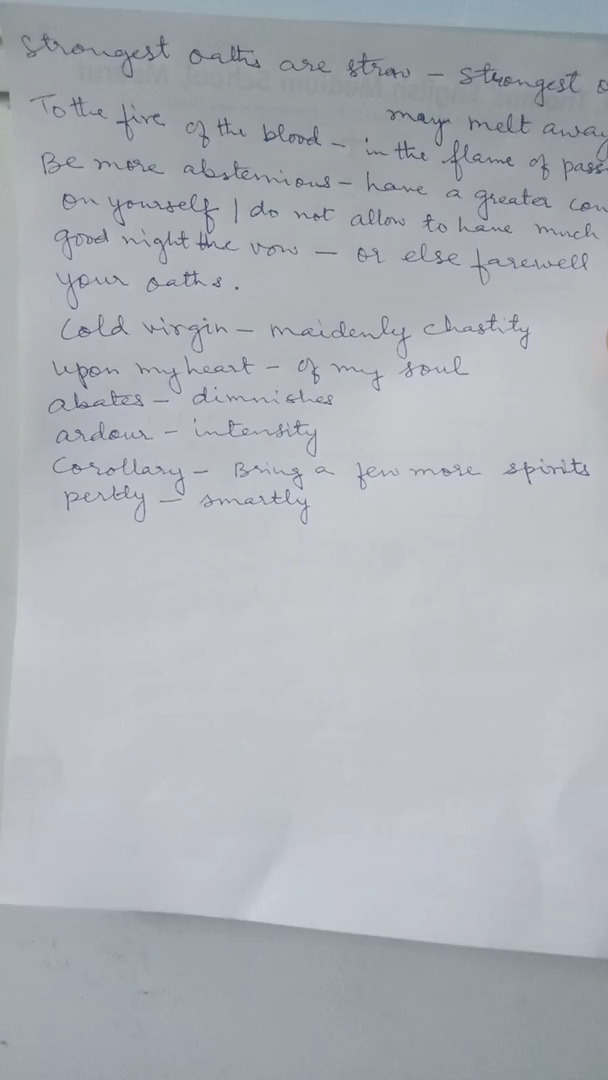 Strongest oaths are straw - Strongest
may melt away
To the fire of the blood - in the flame of
Be more abstemious - have a greater
on yourself / do not allow to have much
good night the vow - or else farewell
your oaths.
Cold virgin - maidenly chastity
upon my heart - of my soul
abates - dimnishes
ardour - intensity
Corollary - Bring a few more spirits
pertly - smartly